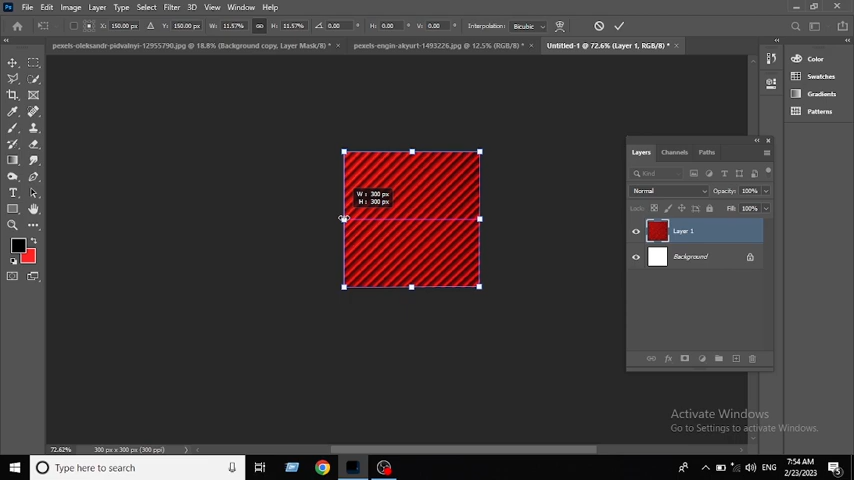 Ps File Edit Image Layer Type Select Filter 3D View Window Help
X: 150.00 px Y: 150.00 px W: 11.57% H: 11.57% 0.00 ° H: 0.00 ° V: 0.00 ° Interpolation: Bicubic
pexels-oleksandr-pidvalnyi-12955790.jpg @ 18.8% (Background copy, Layer Mask/8) * × pexels-engin-akyurt-1493226.jpg @ 12.5% (RGB/8) * × Untitled-1 @ 72.6% (Layer 1, RGB/8) * ×
Color
Swatches
Gradients
Patterns
Layers Channels Paths
Kind
Normal Opacity: 100%
Lock: Fill: 100%
Layer 1
Background
W: 300 px
H: 300 px
Activate Windows
Go to Settings to activate Windows.
72.62% 300 px x 300 px (300 ppi)
Type here to search
ENG
7:54 AM
2/23/2023
5